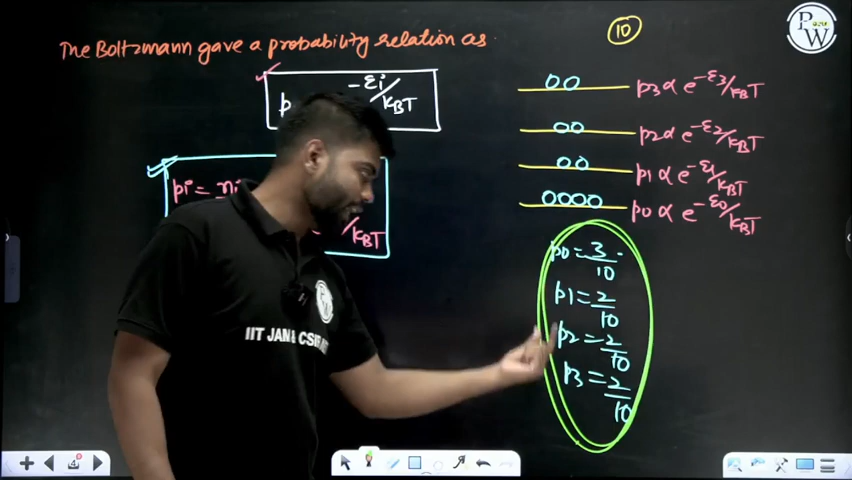 The Boltzmann gave a probability relation as
10
PW
p
-εi/kBT
pi = ni
/kBT
p3 ∝ e^-ε3/kBT
p2 ∝ e^-ε2/kBT
p1 ∝ e^-ε1/kBT
p0 ∝ e^-ε0/kBT
p0 = 3/10
p1 = 2/10
p2 = 2/10
p3 = 2/10
IIT JAM & CSIR